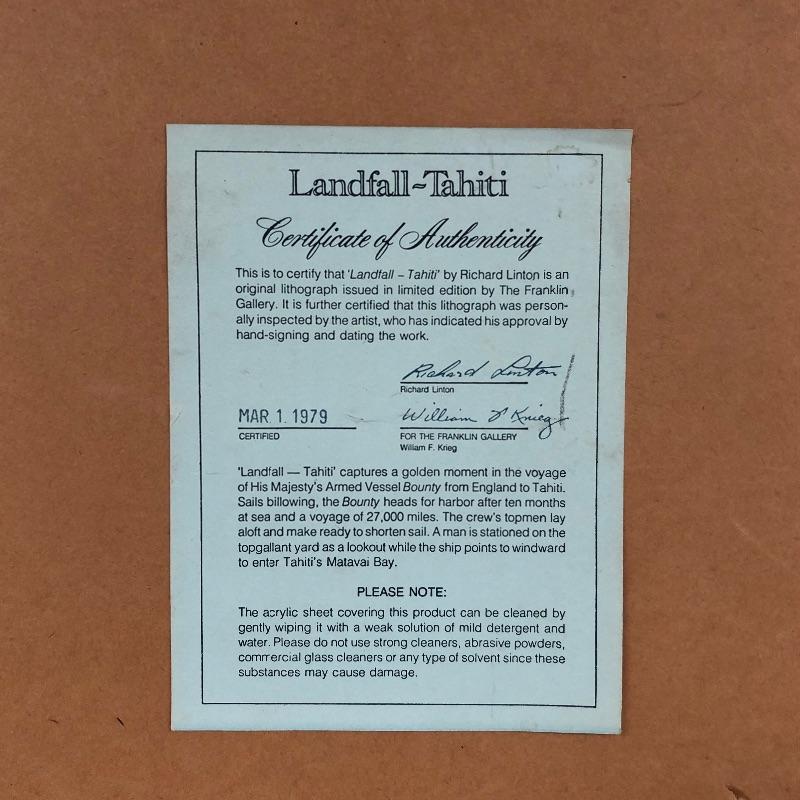 Landfall~Tahiti
Certificate of Authenticity
This is to certify that 'Landfall – Tahiti' by Richard Linton is an
original lithograph issued in limited edition by The Franklin
Gallery. It is further certified that this lithograph was person-
ally inspected by the artist, who has indicated his approval by
hand-signing and dating the work.
Richard Linton
Richard Linton
MAR. 1. 1979
CERTIFIED
William F Krieg
FOR THE FRANKLIN GALLERY
William F. Krieg
'Landfall — Tahiti' captures a golden moment in the voyage
of His Majesty's Armed Vessel Bounty from England to Tahiti.
Sails billowing, the Bounty heads for harbor after ten months
at sea and a voyage of 27,000 miles. The crew's topmen lay
aloft and make ready to shorten sail. A man is stationed on the
topgallant yard as a lookout while the ship points to windward
to enter Tahiti's Matavai Bay.
PLEASE NOTE:
The acrylic sheet covering this product can be cleaned by
gently wiping it with a weak solution of mild detergent and
water. Please do not use strong cleaners, abrasive powders,
commercial glass cleaners or any type of solvent since these
substances may cause damage.